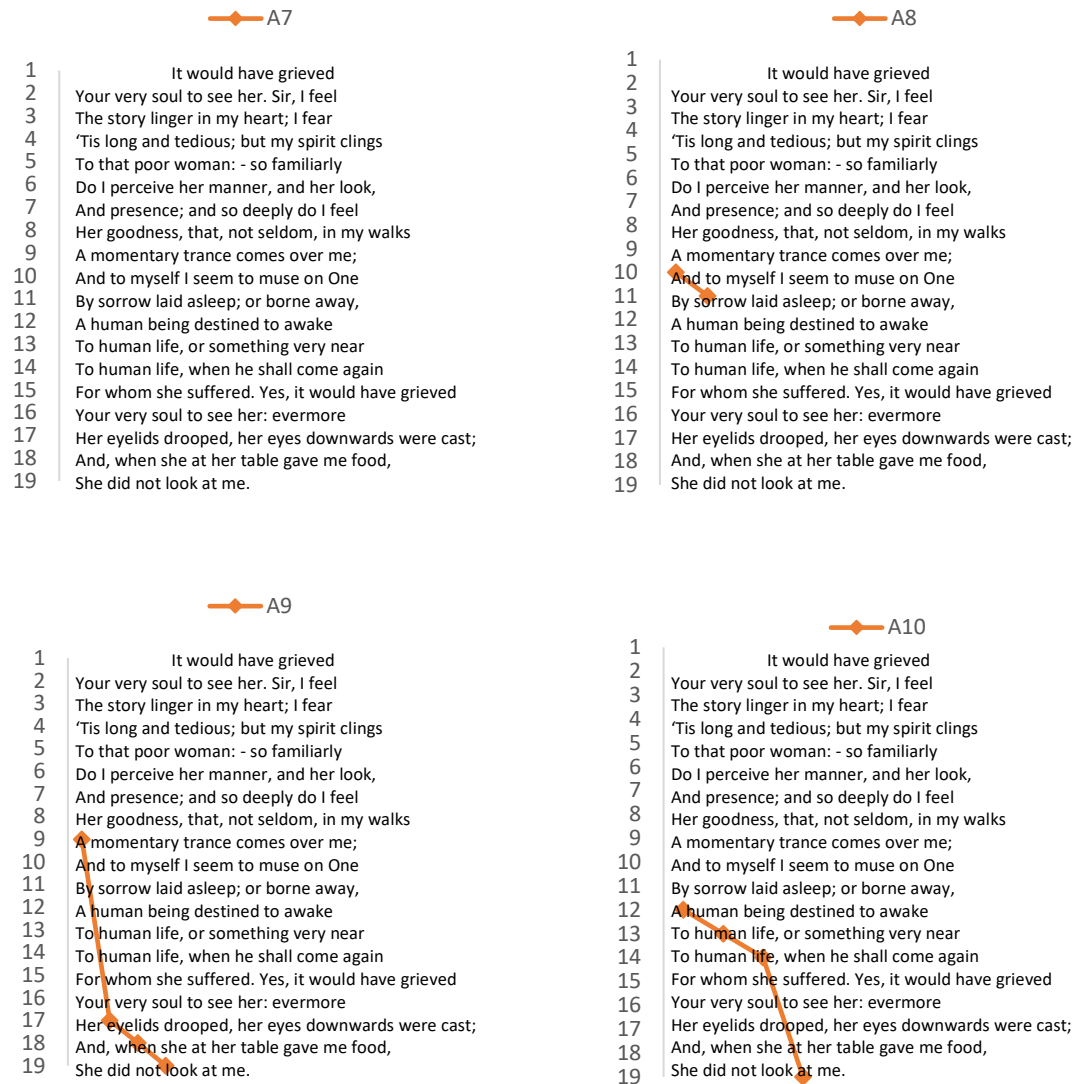 A7
1 It would have grieved
2 Your very soul to see her. Sir, I feel
3 The story linger in my heart; I fear
4 ‘Tis long and tedious; but my spirit clings
5 To that poor woman: - so familiarly
6 Do I perceive her manner, and her look,
7 And presence; and so deeply do I feel
8 Her goodness, that, not seldom, in my walks
9 A momentary trance comes over me;
10 And to myself I seem to muse on One
11 By sorrow laid asleep; or borne away,
12 A human being destined to awake
13 To human life, or something very near
14 To human life, when he shall come again
15 For whom she suffered. Yes, it would have grieved
16 Your very soul to see her: evermore
17 Her eyelids drooped, her eyes downwards were cast;
18 And, when she at her table gave me food,
19 She did not look at me.
A8
1 It would have grieved
2 Your very soul to see her. Sir, I feel
3 The story linger in my heart; I fear
4 ‘Tis long and tedious; but my spirit clings
5 To that poor woman: - so familiarly
6 Do I perceive her manner, and her look,
7 And presence; and so deeply do I feel
8 Her goodness, that, not seldom, in my walks
9 A momentary trance comes over me;
10 And to myself I seem to muse on One
11 By sorrow laid asleep; or borne away,
12 A human being destined to awake
13 To human life, or something very near
14 To human life, when he shall come again
15 For whom she suffered. Yes, it would have grieved
16 Your very soul to see her: evermore
17 Her eyelids drooped, her eyes downwards were cast;
18 And, when she at her table gave me food,
19 She did not look at me.
A9
1 It would have grieved
2 Your very soul to see her. Sir, I feel
3 The story linger in my heart; I fear
4 ‘Tis long and tedious; but my spirit clings
5 To that poor woman: - so familiarly
6 Do I perceive her manner, and her look,
7 And presence; and so deeply do I feel
8 Her goodness, that, not seldom, in my walks
9 A momentary trance comes over me;
10 And to myself I seem to muse on One
11 By sorrow laid asleep; or borne away,
12 A human being destined to awake
13 To human life, or something very near
14 To human life, when he shall come again
15 For whom she suffered. Yes, it would have grieved
16 Your very soul to see her: evermore
17 Her eyelids drooped, her eyes downwards were cast;
18 And, when she at her table gave me food,
19 She did not look at me.
A10
1 It would have grieved
2 Your very soul to see her. Sir, I feel
3 The story linger in my heart; I fear
4 ‘Tis long and tedious; but my spirit clings
5 To that poor woman: - so familiarly
6 Do I perceive her manner, and her look,
7 And presence; and so deeply do I feel
8 Her goodness, that, not seldom, in my walks
9 A momentary trance comes over me;
10 And to myself I seem to muse on One
11 By sorrow laid asleep; or borne away,
12 A human being destined to awake
13 To human life, or something very near
14 To human life, when he shall come again
15 For whom she suffered. Yes, it would have grieved
16 Your very soul to see her: evermore
17 Her eyelids drooped, her eyes downwards were cast;
18 And, when she at her table gave me food,
19 She did not look at me.